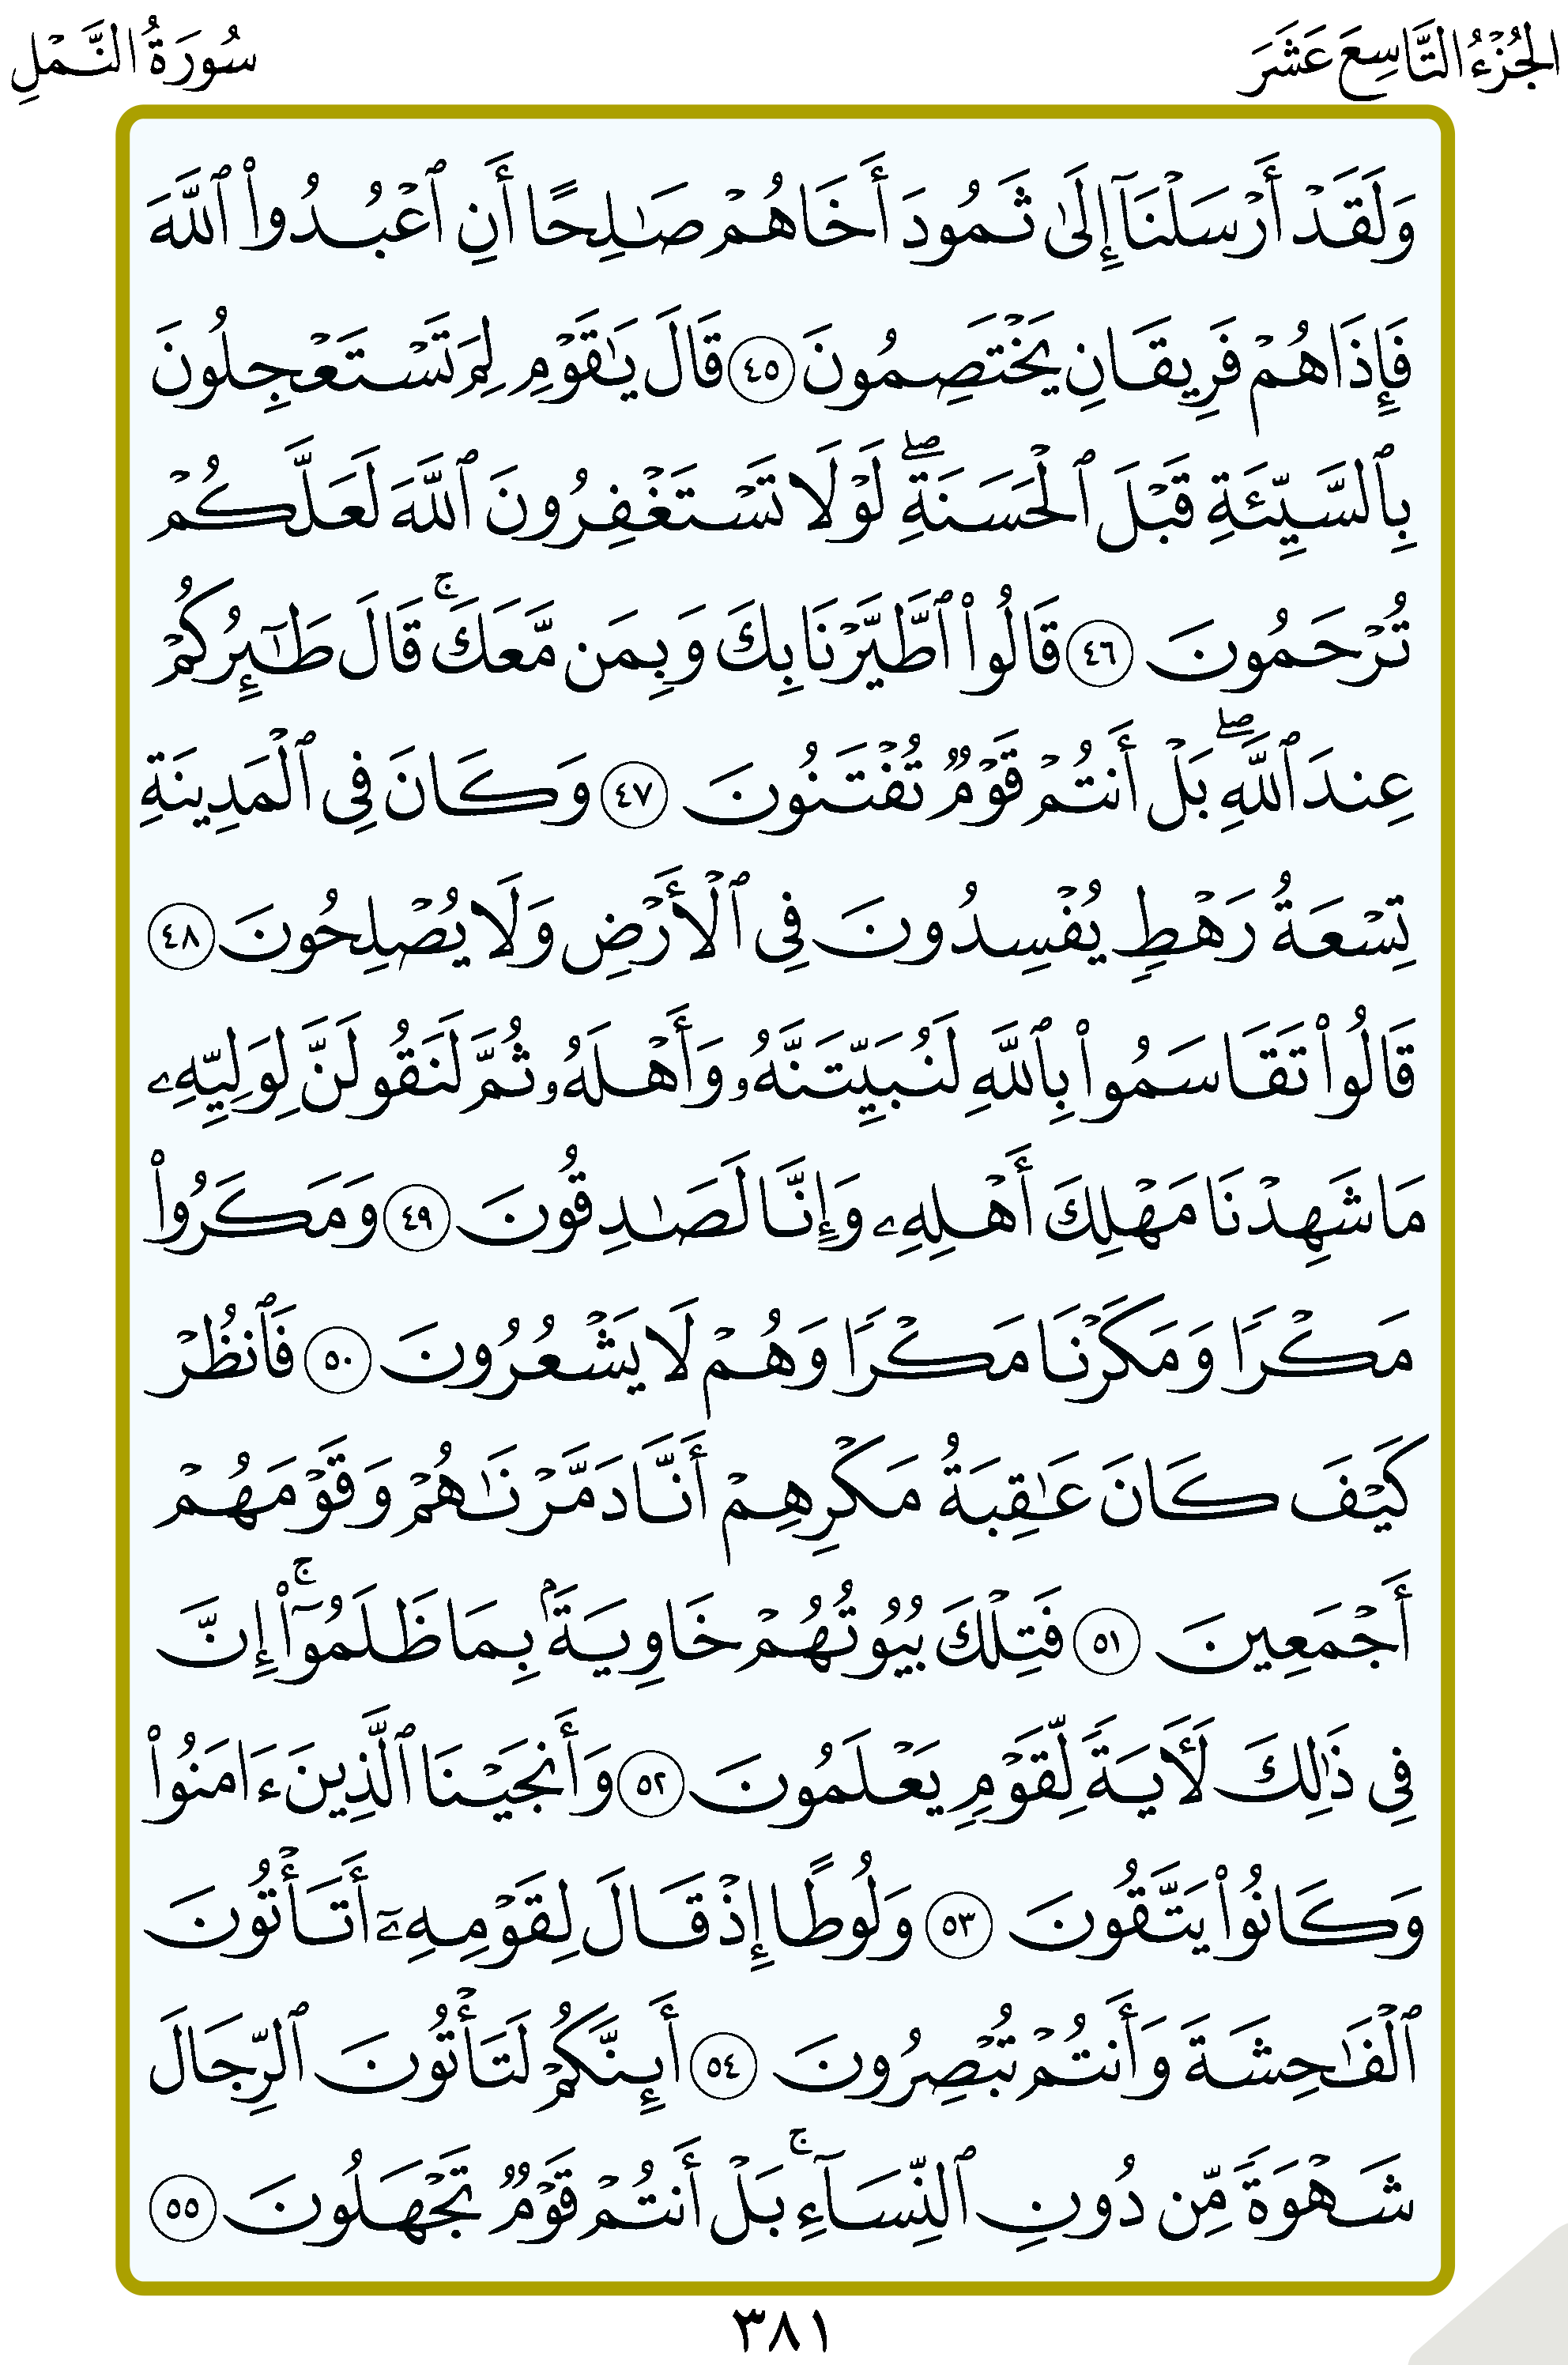 الجُزْءُ التَّاسِعَ عَشَرَ
سُورَةُ النَّمْلِ
وَلَقَدْ أَرْسَلْنَآ إِلَىٰ ثَمُودَ أَخَاهُمْ صَٰلِحًا أَنِ ٱعْبُدُوا۟ ٱللَّهَ
فَإِذَا هُمْ فَرِيقَانِ يَخْتَصِمُونَ ٤٥ قَالَ يَٰقَوْمِ لِمَ تَسْتَعْجِلُونَ
بِٱلسَّيِّئَةِ قَبْلَ ٱلْحَسَنَةِ ۖ لَوْلَا تَسْتَغْفِرُونَ ٱللَّهَ لَعَلَّكُمْ
تُرْحَمُونَ ٤٦ قَالُوا۟ ٱطَّيَّرْنَا بِكَ وَبِمَن مَّعَكَ ۚ قَالَ طَٰٓئِرُكُمْ
عِندَ ٱللَّهِ ۖ بَلْ أَنتُمْ قَوْمٌ تُفْتَنُونَ ٤٧ وَكَانَ فِى ٱلْمَدِينَةِ
تِسْعَةُ رَهْطٍ يُفْسِدُونَ فِى ٱلْأَرْضِ وَلَا يُصْلِحُونَ ٤٨
قَالُوا۟ تَقَاسَمُوا۟ بِٱللَّهِ لَنُبَيِّتَنَّهُۥ وَأَهْلَهُۥ ثُمَّ لَنَقُولَنَّ لِوَلِيِّهِۦ
مَا شَهِدْنَا مَهْلِكَ أَهْلِهِۦ وَإِنَّا لَصَٰدِقُونَ ٤٩ وَمَكَرُوا۟
مَكْرًا وَمَكَرْنَا مَكْرًا وَهُمْ لَا يَشْعُرُونَ ٥٠ فَٱنظُرْ
كَيْفَ كَانَ عَٰقِبَةُ مَكْرِهِمْ أَنَّا دَمَّرْنَٰهُمْ وَقَوْمَهُمْ
أَجْمَعِينَ ٥١ فَتِلْكَ بُيُوتُهُمْ خَاوِيَةًۢ بِمَا ظَلَمُوٓا۟ ۚ إِنَّ
فِى ذَٰلِكَ لَـَٔايَةً لِّقَوْمٍ يَعْلَمُونَ ٥٢ وَأَنجَيْنَا ٱلَّذِينَ ءَامَنُوا۟
وَكَانُوا۟ يَتَّقُونَ ٥٣ وَلُوطًا إِذْ قَالَ لِقَوْمِهِۦٓ أَتَأْتُونَ
ٱلْفَٰحِشَةَ وَأَنتُمْ تُبْصِرُونَ ٥٤ أَئِنَّكُمْ لَتَأْتُونَ ٱلرِّجَالَ
شَهْوَةً مِّن دُونِ ٱلنِّسَآءِ ۚ بَلْ أَنتُمْ قَوْمٌ تَجْهَلُونَ ٥٥
٣٨١